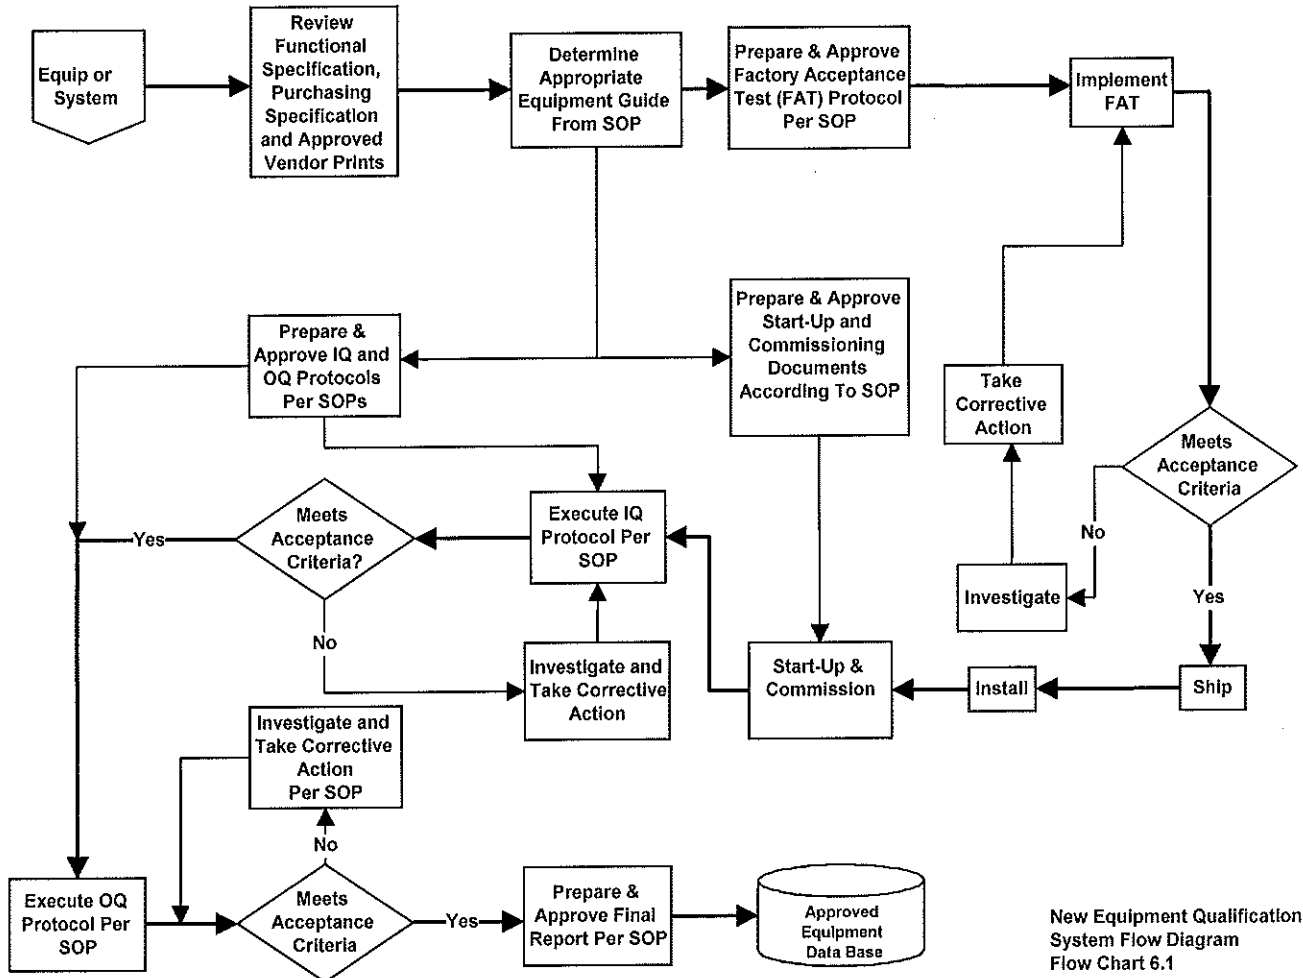 Equip or
System
Review
Functional
Specification,
Purchasing
Specification
and Approved
Vendor Prints
Determine
Appropriate
Equipment Guide
From SOP
Prepare & Approve
Factory Acceptance
Test (FAT) Protocol
Per SOP
Implement
FAT
Prepare &
Approve IQ and
OQ Protocols
Per SOPs
Prepare & Approve
Start-Up and
Commissioning
Documents
According To SOP
Take
Corrective
Action
Meets
Acceptance
Criteria
No
Yes
Investigate
Ship
Install
Start-Up &
Commission
Execute IQ
Protocol Per
SOP
Meets
Acceptance
Criteria?
Yes
No
Investigate and
Take Corrective
Action
Investigate and
Take Corrective
Action
Per SOP
No
Execute OQ
Protocol Per
SOP
Meets
Acceptance
Criteria
Yes
Prepare &
Approve Final
Report Per SOP
Approved
Equipment
Data Base
New Equipment Qualification
System Flow Diagram
Flow Chart 6.1